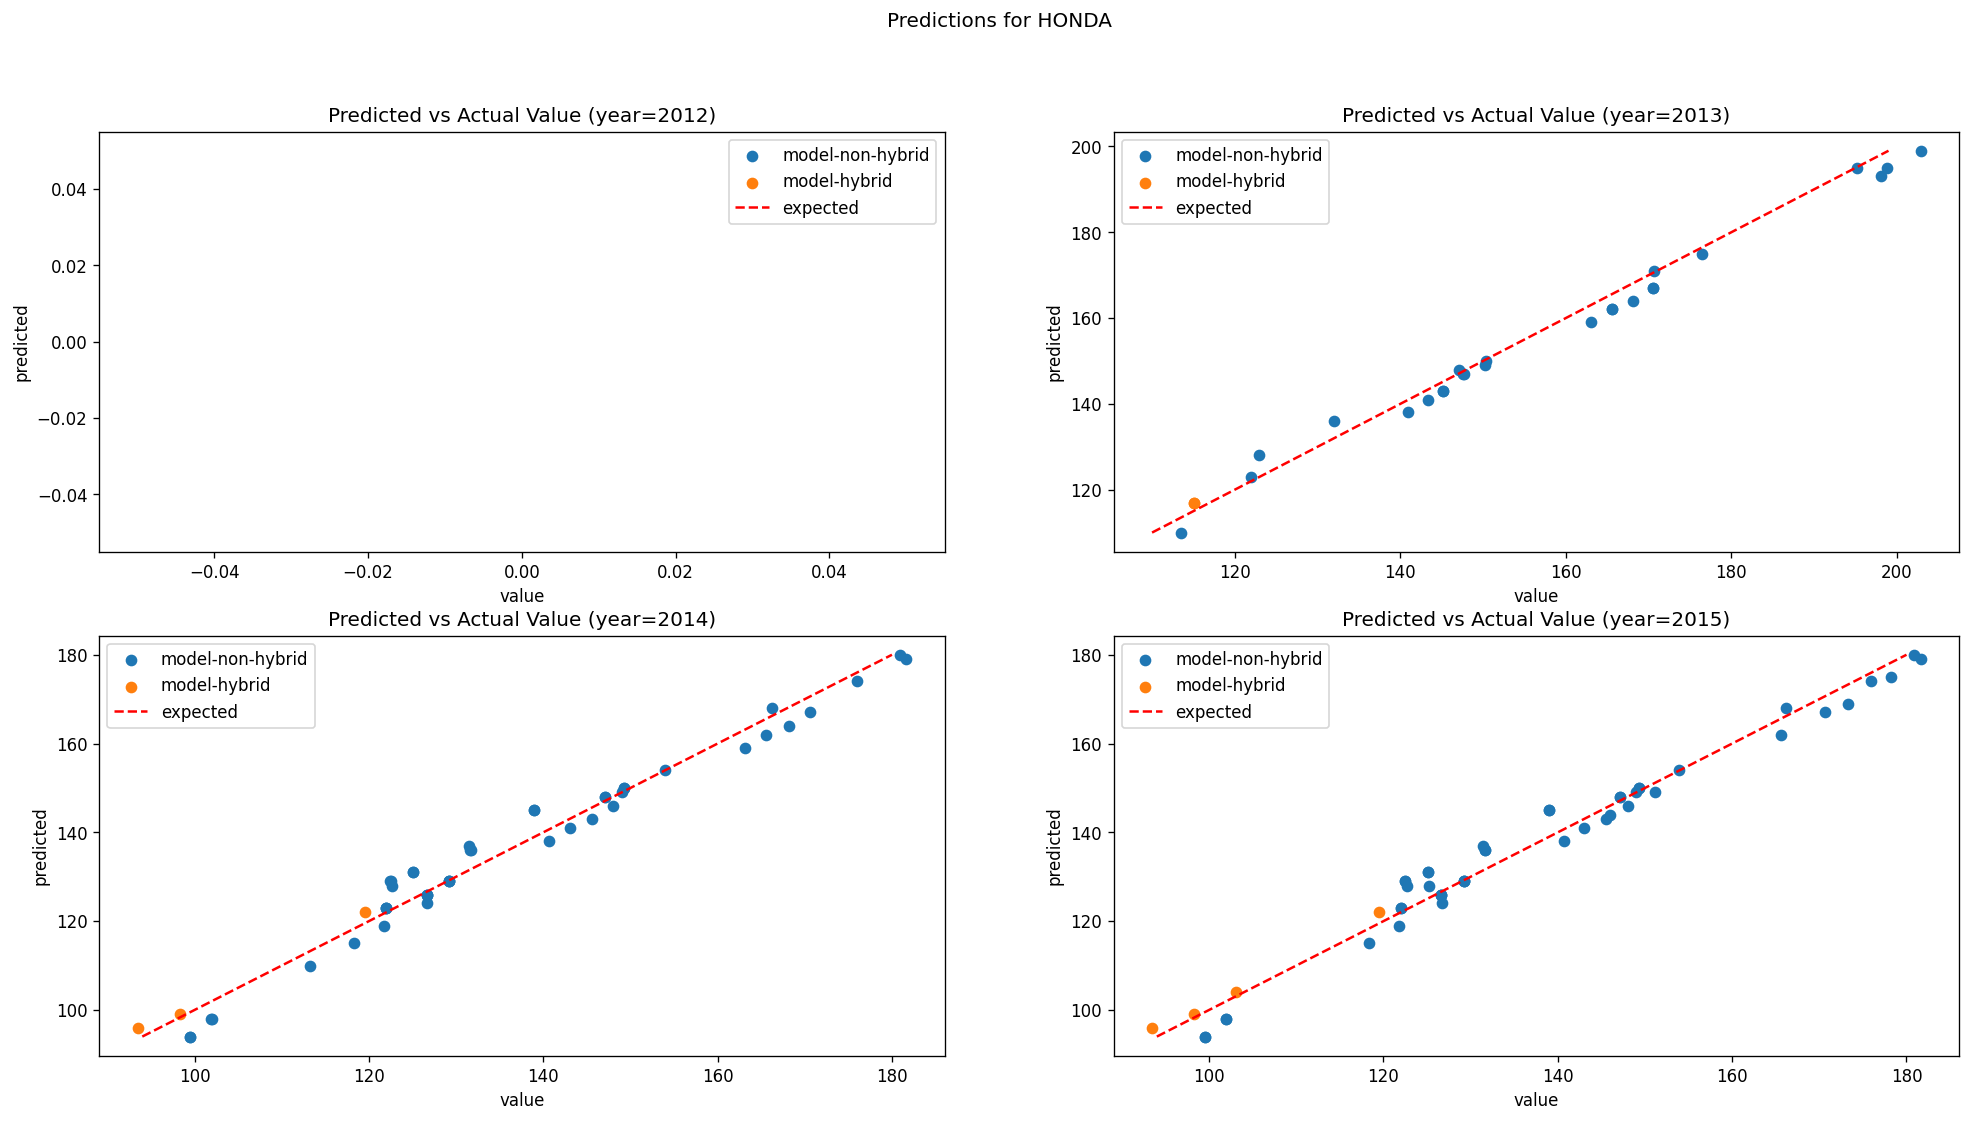 Predictions for HONDA
Predicted vs Actual Value (year=2012)
model-non-hybrid
model-hybrid
expected
0.04
0.02
0.00
−0.02
−0.04
predicted
−0.04 −0.02 0.00 0.02 0.04
value
Predicted vs Actual Value (year=2013)
model-non-hybrid
model-hybrid
expected
200
180
160
140
120
predicted
120 140 160 180 200
value
Predicted vs Actual Value (year=2014)
model-non-hybrid
model-hybrid
expected
180
160
140
120
100
predicted
100 120 140 160 180
value
Predicted vs Actual Value (year=2015)
model-non-hybrid
model-hybrid
expected
180
160
140
120
100
predicted
100 120 140 160 180
value